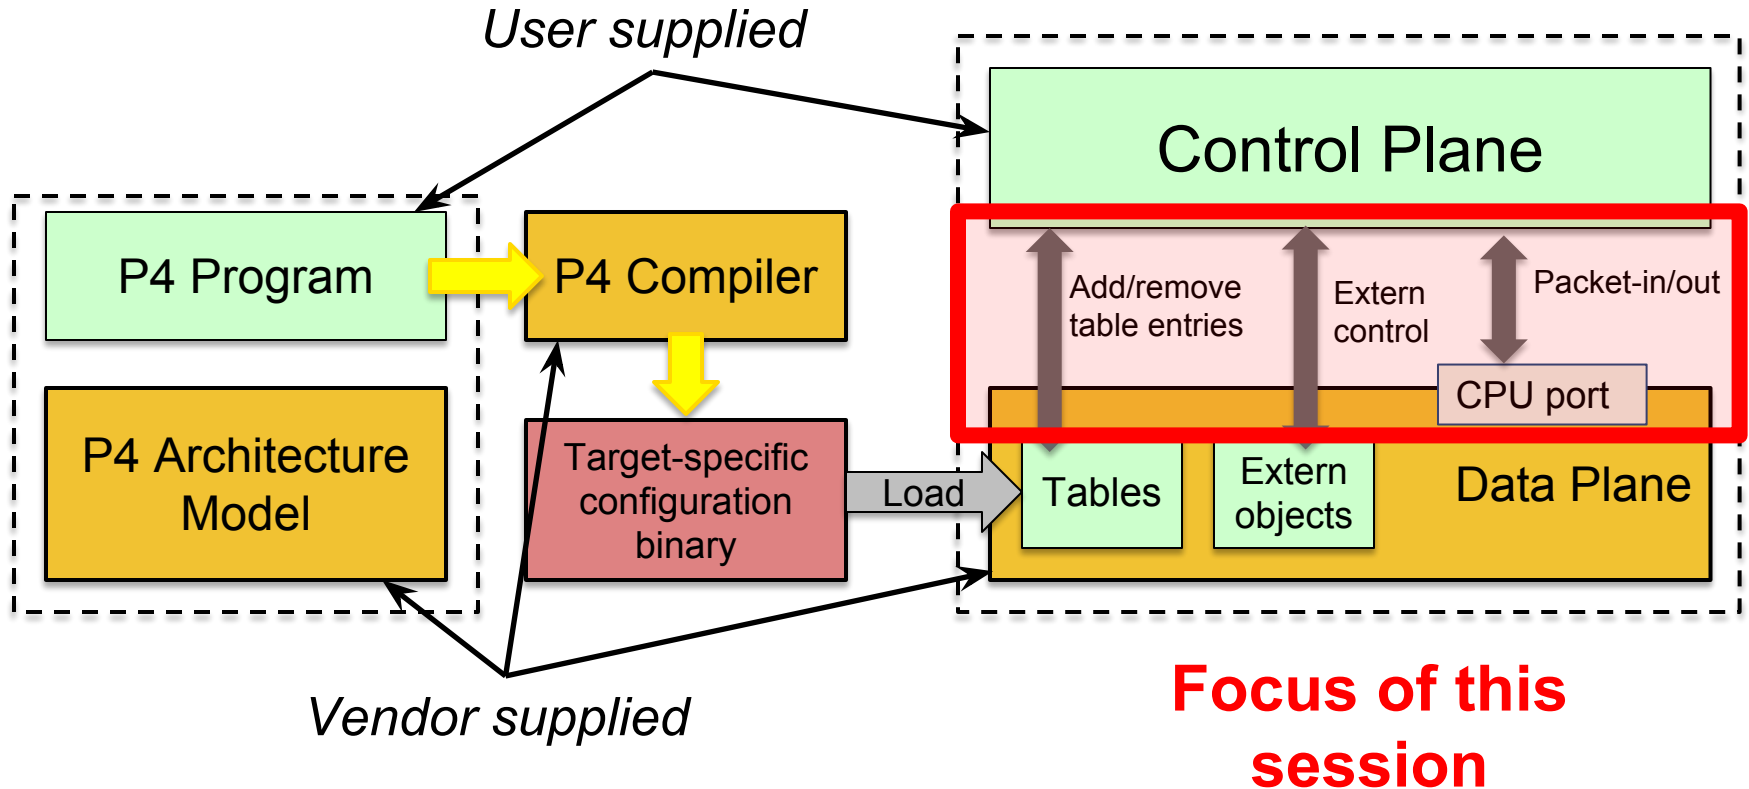 User supplied
Control Plane
P4 Program
P4 Compiler
Add/remove
table entries
Extern
control
Packet-in/out
CPU port
P4 Architecture
Model
Target-specific
configuration
binary
Load
Tables
Extern
objects
Data Plane
Vendor supplied
Focus of this
session